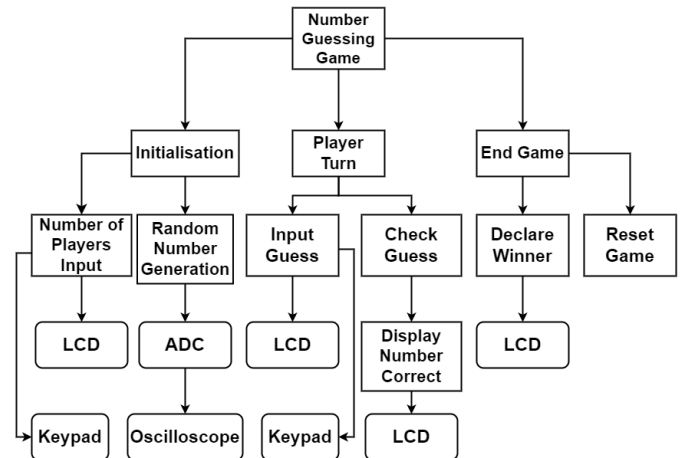 Number
Guessing
Game
Initialisation
Player
Turn
End Game
Number of
Players
Input
Random
Number
Generation
Input
Guess
Check
Guess
Declare
Winner
Reset
Game
LCD
ADC
LCD
Display
Number
Correct
LCD
Keypad
Oscilloscope
Keypad
LCD